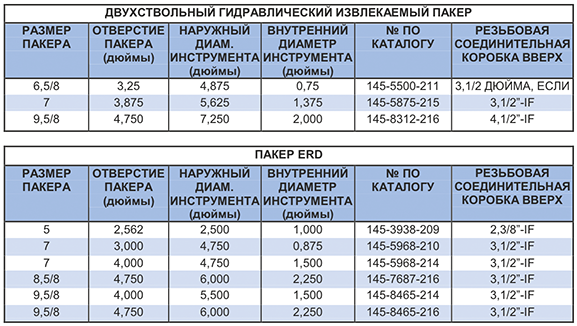 ДВУХСТВОЛЬНЫЙ ГИДРАВЛИЧЕСКИЙ ИЗВЛЕКАЕМЫЙ ПАКЕР
РАЗМЕР ОТВЕРСТИЕ НАРУЖНЫЙ ВНУТРЕННИЙ № ПО РЕЗЬБОВАЯ
ПАКЕРА ПАКЕРА ДИАМ. ДИАМЕТР КАТАЛОГУ СОЕДИНИТЕЛЬНАЯ
(дюймы) ИНСТРУМЕНТА ИНСТРУМЕНТА КОРОБКА ВВЕРХ
(дюймы) (дюймы)
6,5/8 3,25 4,875 0,75 145-5500-211 3,1/2 ДЮЙМА, ЕСЛИ
7 3,875 5,625 1,375 145-5875-215 3,1/2”-IF
9,5/8 4,750 7,250 2,000 145-8312-216 4,1/2”-IF
ПАКЕР ERD
РАЗМЕР ОТВЕРСТИЕ НАРУЖНЫЙ ВНУТРЕННИЙ № ПО РЕЗЬБОВАЯ
ПАКЕРА ПАКЕРА ДИАМ. ДИАМЕТР КАТАЛОГУ СОЕДИНИТЕЛЬНАЯ
(дюймы) ИНСТРУМЕНТА ИНСТРУМЕНТА КОРОБКА ВВЕРХ
(дюймы) (дюймы)
5 2,562 2,500 1,000 145-3938-209 2,3/8”-IF
7 3,000 4,750 0,875 145-5968-210 3,1/2”-IF
7 4,000 4,750 1,500 145-5968-214 3,1/2”-IF
8,5/8 4,750 6,000 2,250 145-7687-216 3,1/2”-IF
9,5/8 4,000 5,500 1,500 145-8465-214 3,1/2”-IF
9,5/8 4,750 6,000 2,250 145-8465-216 3,1/2”-IF